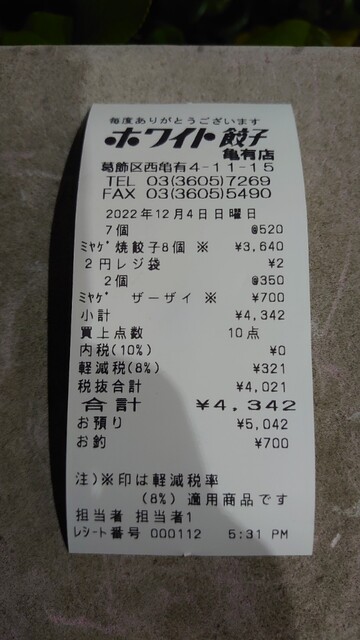 毎度ありがとうございます
ホワイト餃子
亀有店
葛飾区西亀有4-11-15
TEL 03(3605)7269
FAX 03(3605)5490
2022年12月4日日曜日
7個 @520
ミヤゲ焼餃子8個 ※ ¥3,640
2円レジ袋 ¥2
2個 @350
ミヤゲ ザーザイ ※ ¥700
小計 ¥4,342
買上点数 10点
内税(10%) ¥0
軽減税(8%) ¥321
税抜合計 ¥4,021
合計 ¥4,342
お預り ¥5,042
お釣 ¥700
注)※印は軽減税率
(8%) 適用商品です
担当者 担当者1
レシート番号 000112 5:31 PM